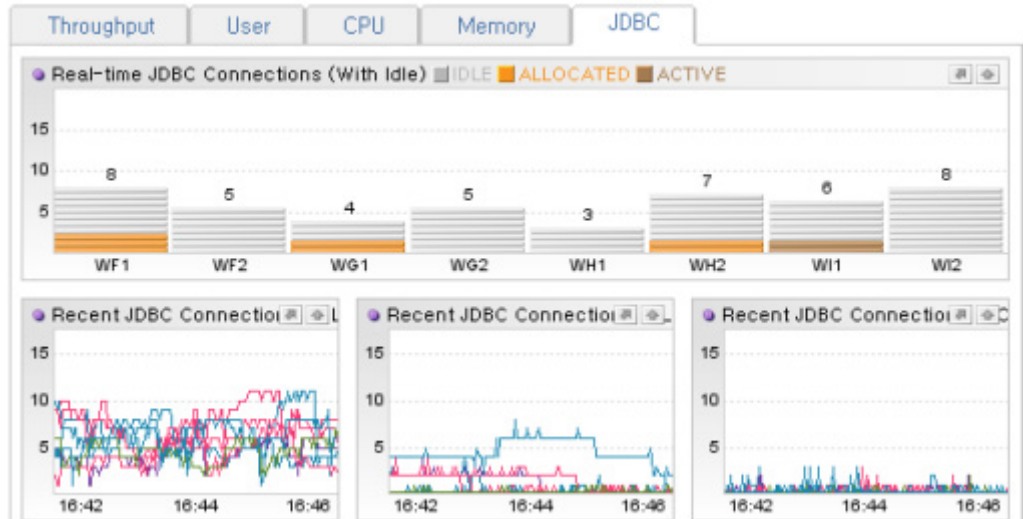 Throughput User CPU Memory JDBC
Real-time JDBC Connections (With Idle) IDLE ALLOCATED ACTIVE
15
10
5
8 5 4 5 3 7 6 8
WF1 WF2 WG1 WG2 WH1 WH2 WI1 WI2
Recent JDBC Connection L
15
10
5
16:42 16:44 16:46
Recent JDBC Connection
15
10
5
16:42 16:44 16:46
Recent JDBC Connection C
15
10
5
16:42 16:44 16:46